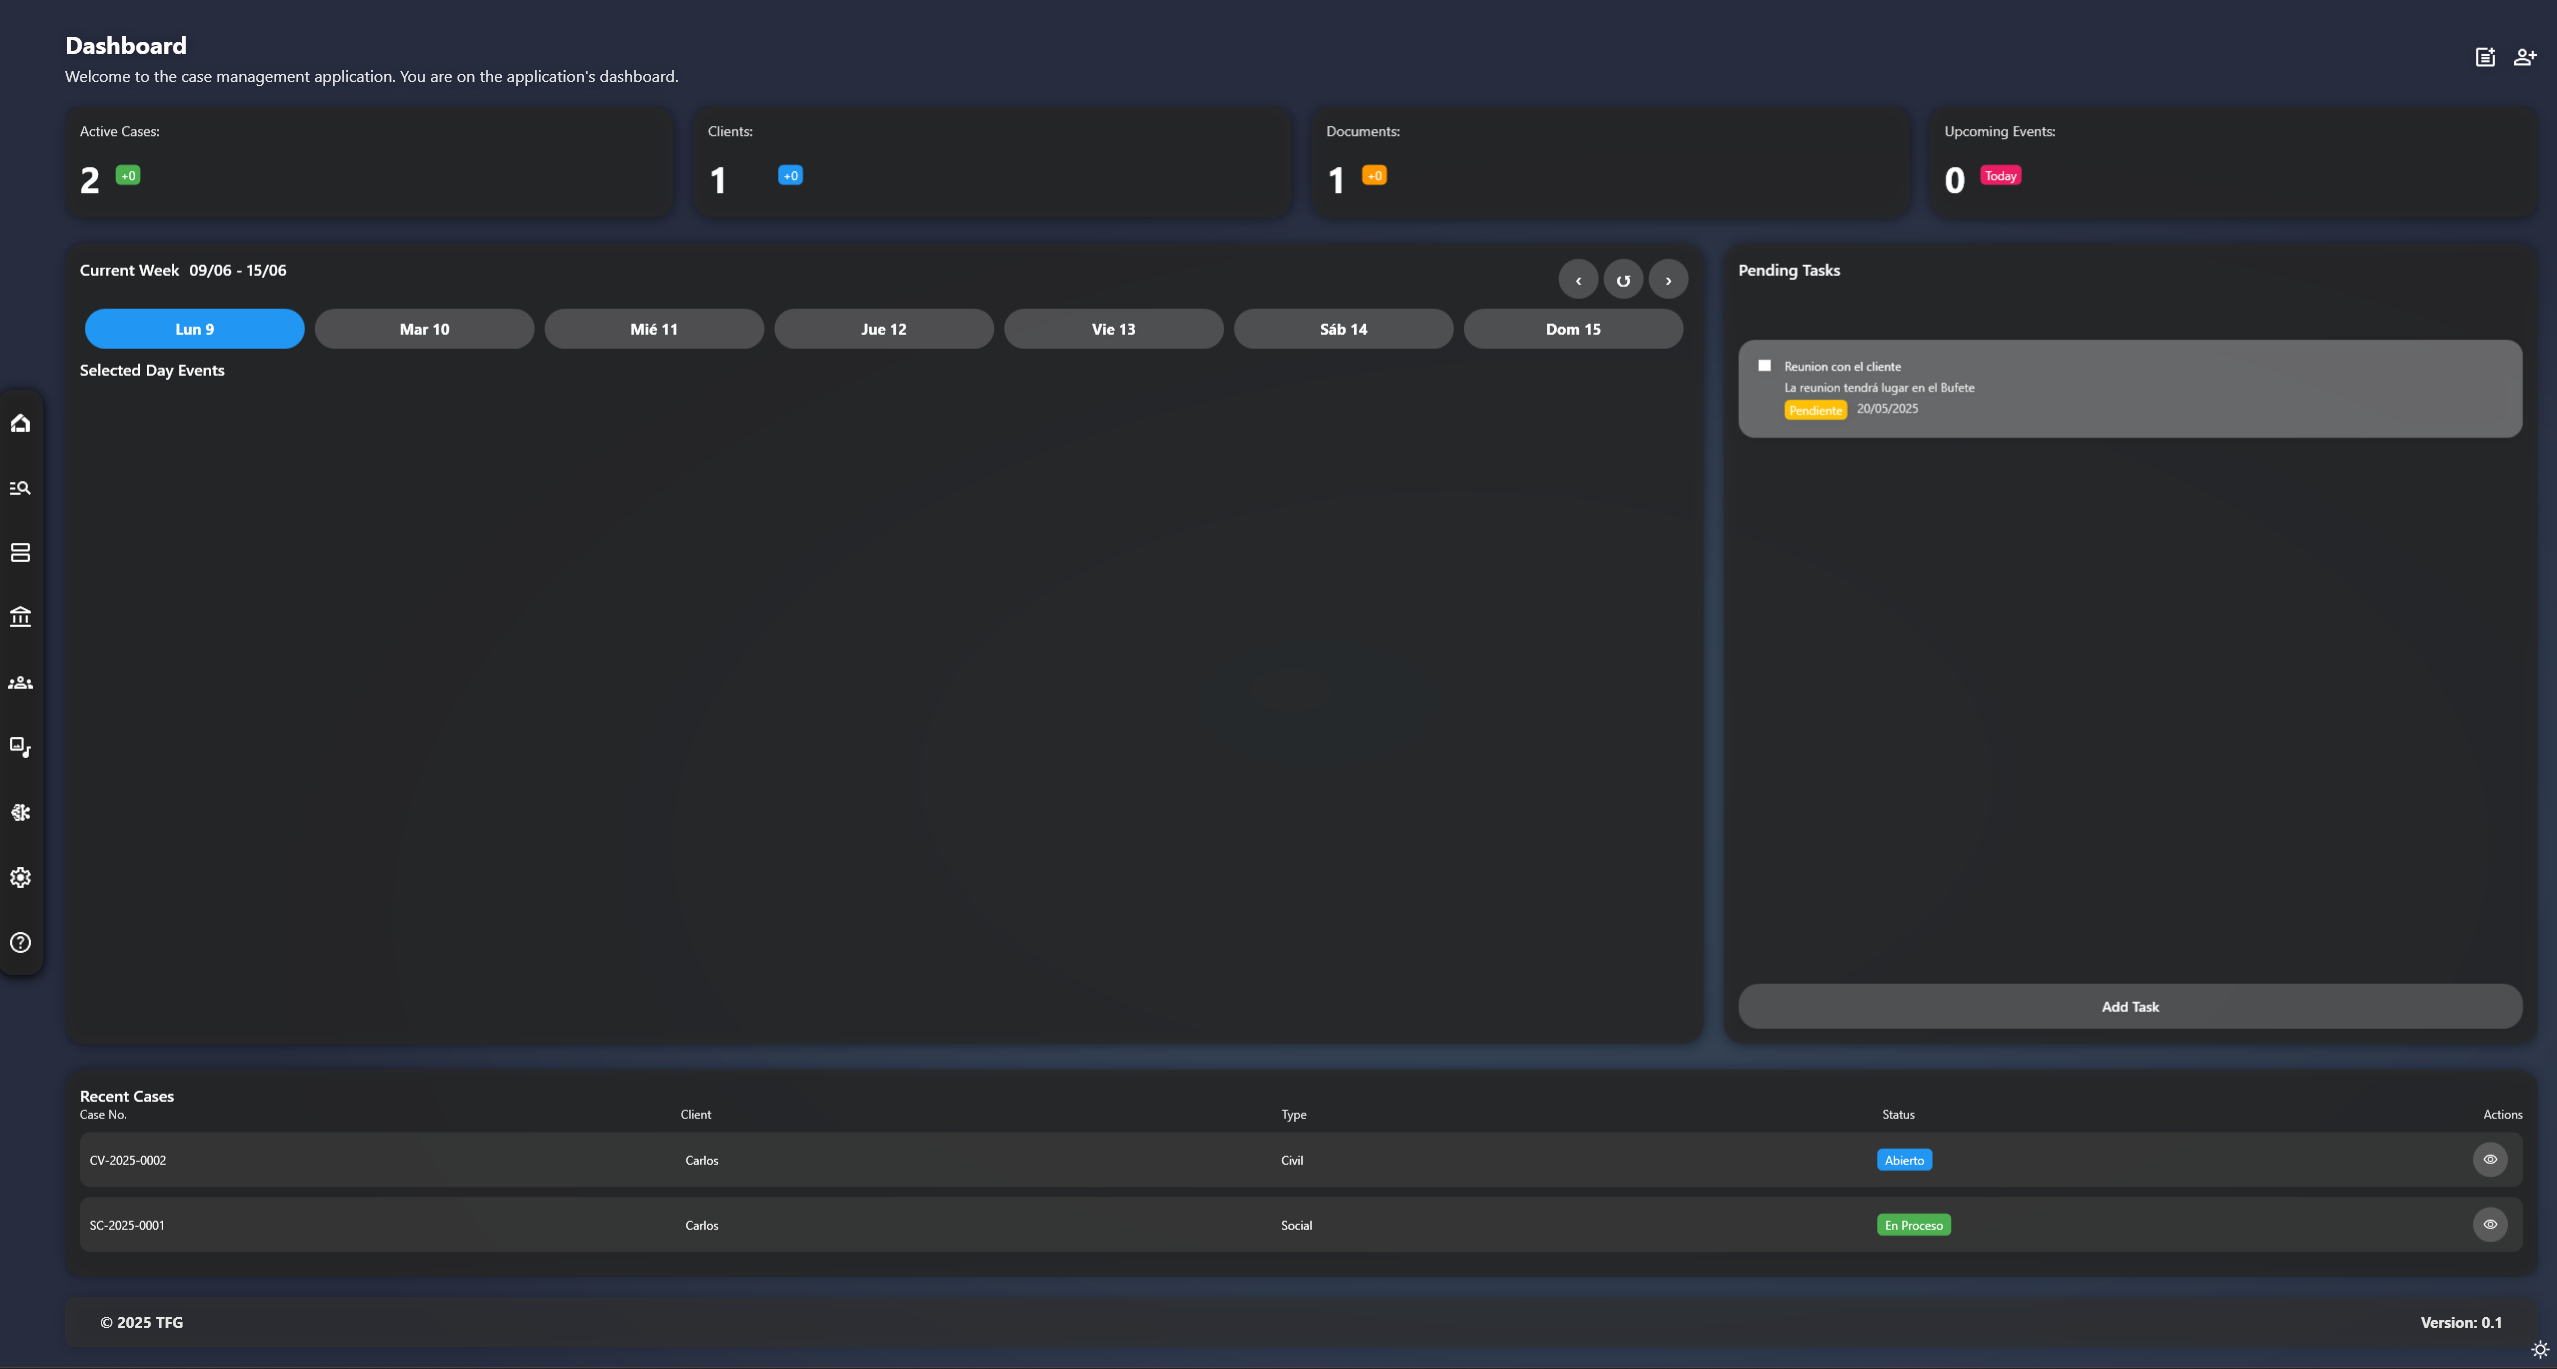 Dashboard
Welcome to the case management application. You are on the application's dashboard.
Active Cases:
2 +0
Clients:
1 +0
Documents:
1 +0
Upcoming Events:
0 Today
Current Week 09/06 - 15/06
‹ ↺ ›
Lun 9 Mar 10 Mié 11 Jue 12 Vie 13 Sáb 14 Dom 15
Selected Day Events
Pending Tasks
Reunion con el cliente
La reunion tendrá lugar en el Bufete
Pendiente 20/05/2025
Add Task
Recent Cases
Case No. Client Type Status Actions
CV-2025-0002 Carlos Civil Abierto
SC-2025-0001 Carlos Social En Proceso
© 2025 TFG Version: 0.1